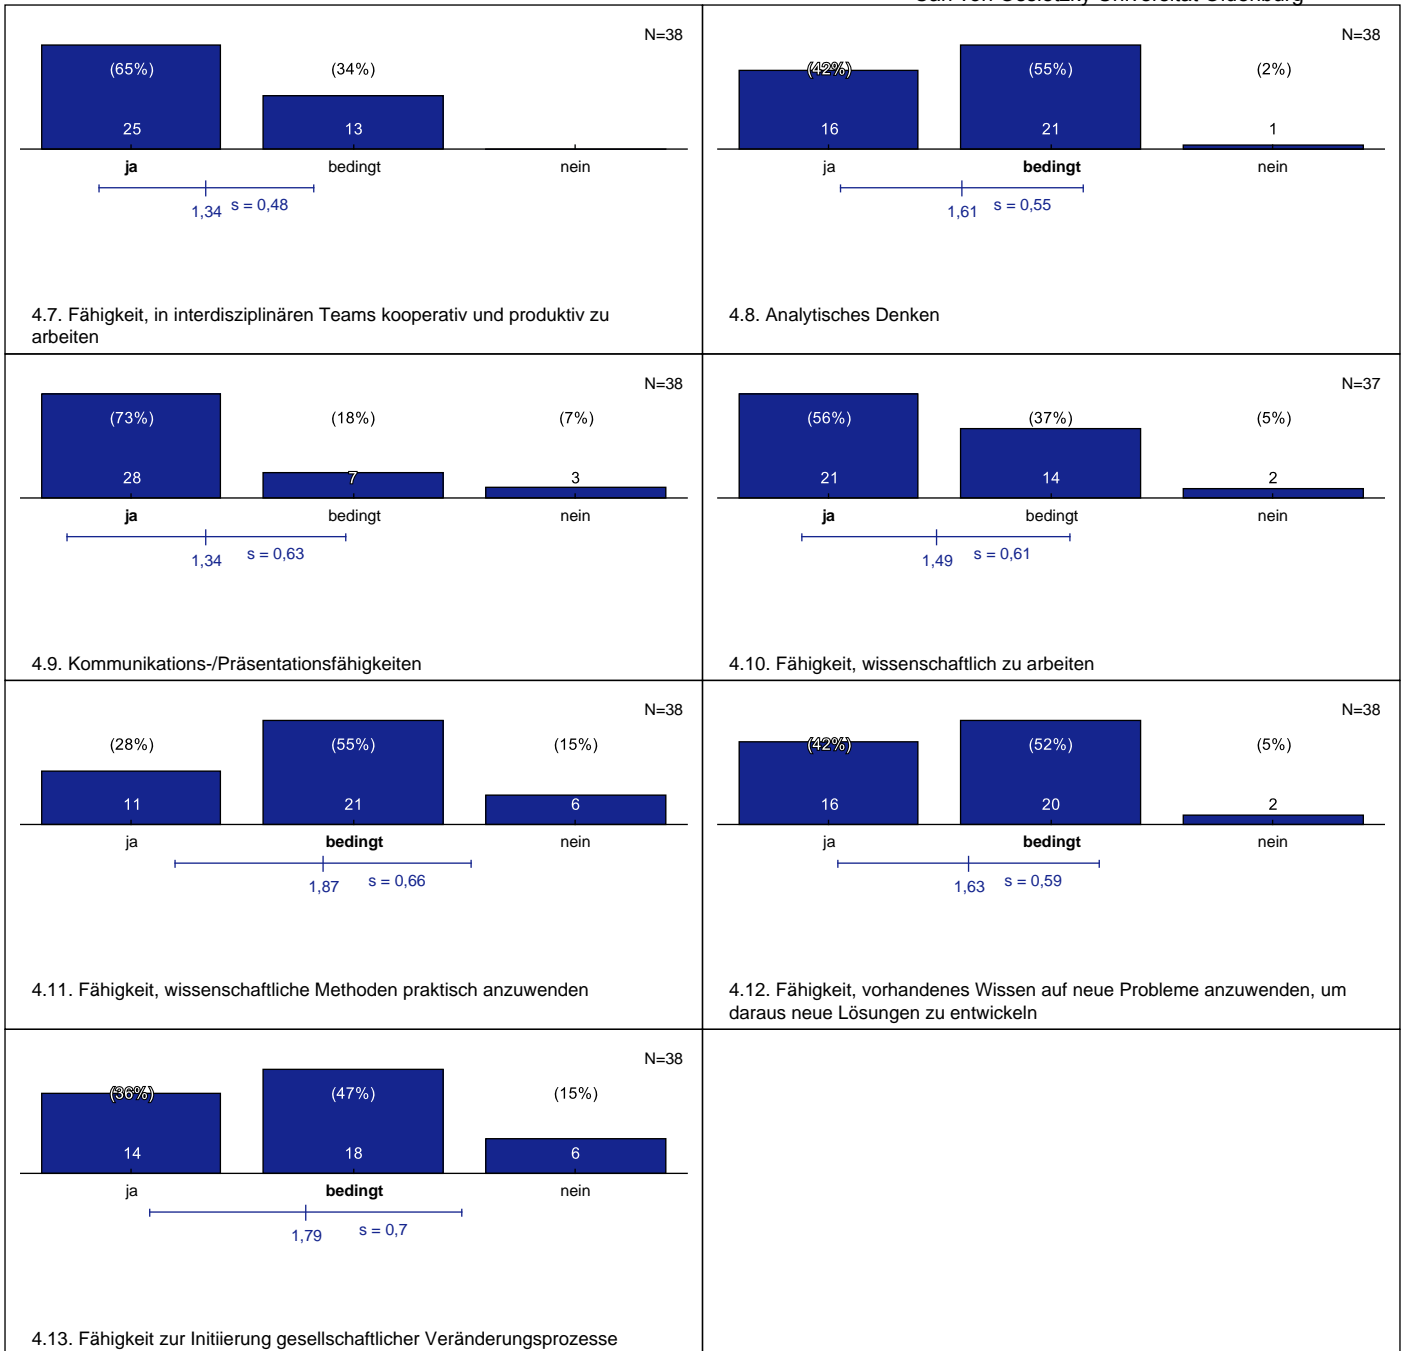 N=38
(65%) (34%)
25 13
ja bedingt nein
1,34 s = 0,48
4.7. Fähigkeit, in interdisziplinären Teams kooperativ und produktiv zu
arbeiten
N=38
(42%) (55%) (2%)
16 21 1
ja bedingt nein
1,61 s = 0,55
4.8. Analytisches Denken
N=38
(73%) (18%) (7%)
28 7 3
ja bedingt nein
1,34 s = 0,63
4.9. Kommunikations-/Präsentationsfähigkeiten
N=37
(56%) (37%) (5%)
21 14 2
ja bedingt nein
1,49 s = 0,61
4.10. Fähigkeit, wissenschaftlich zu arbeiten
N=38
(28%) (55%) (15%)
11 21 6
ja bedingt nein
1,87 s = 0,66
4.11. Fähigkeit, wissenschaftliche Methoden praktisch anzuwenden
N=38
(42%) (52%) (5%)
16 20 2
ja bedingt nein
1,63 s = 0,59
4.12. Fähigkeit, vorhandenes Wissen auf neue Probleme anzuwenden, um
daraus neue Lösungen zu entwickeln
N=38
(36%) (47%) (15%)
14 18 6
ja bedingt nein
1,79 s = 0,7
4.13. Fähigkeit zur Initiierung gesellschaftlicher Veränderungsprozesse